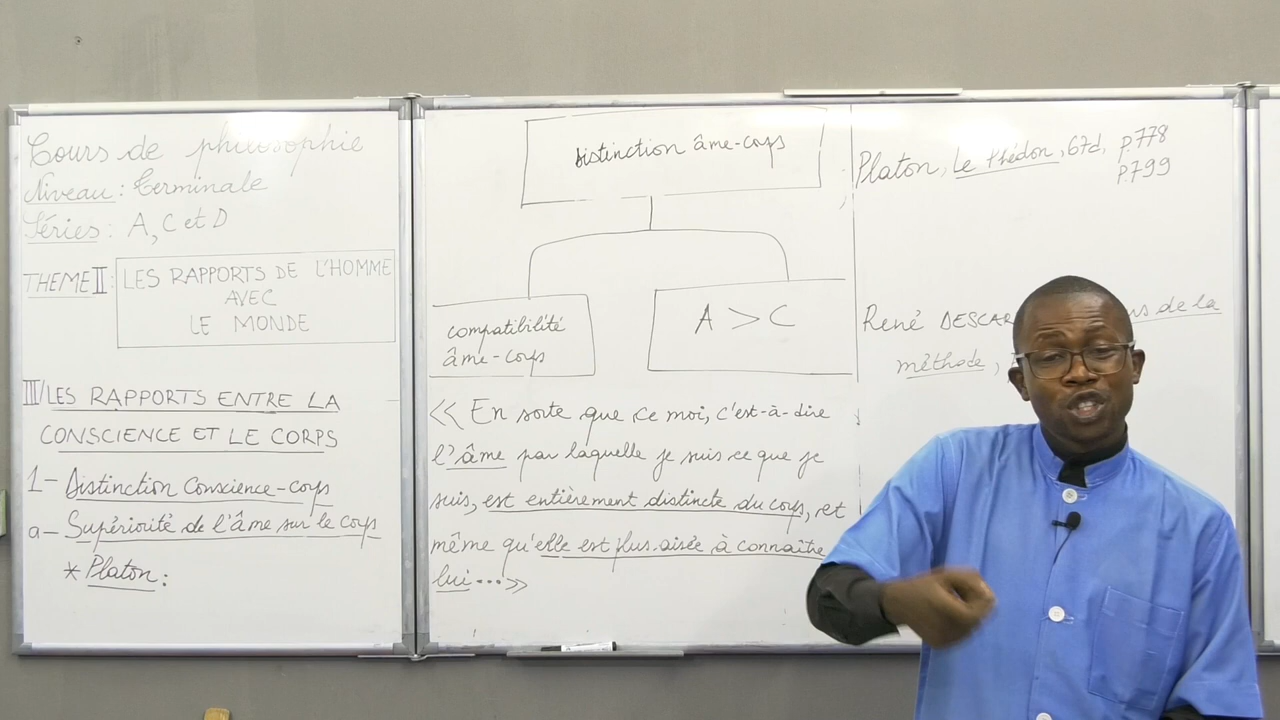 Cours de philosophie
Niveau : Terminale
Séries : A, C et D
THEME II :
LES RAPPORTS DE L'HOMME
AVEC
LE MONDE
III/ LES RAPPORTS ENTRE LA
CONSCIENCE ET LE CORPS
1- Distinction Conscience-corps
a- Supériorité de l'âme sur le corps
* Platon :
Distinction âme-corps
compatibilité
âme-corps
A > C
<< En sorte que ce moi, c'est-à-dire
l'âme par laquelle je suis ce que je
suis, est entièrement distincte du corps, et
même qu'elle est plus aisée à connaître
lui... >>
Platon, Le Phédon, 67d, p.778
p.799
René DESCAR
de la
méthode,